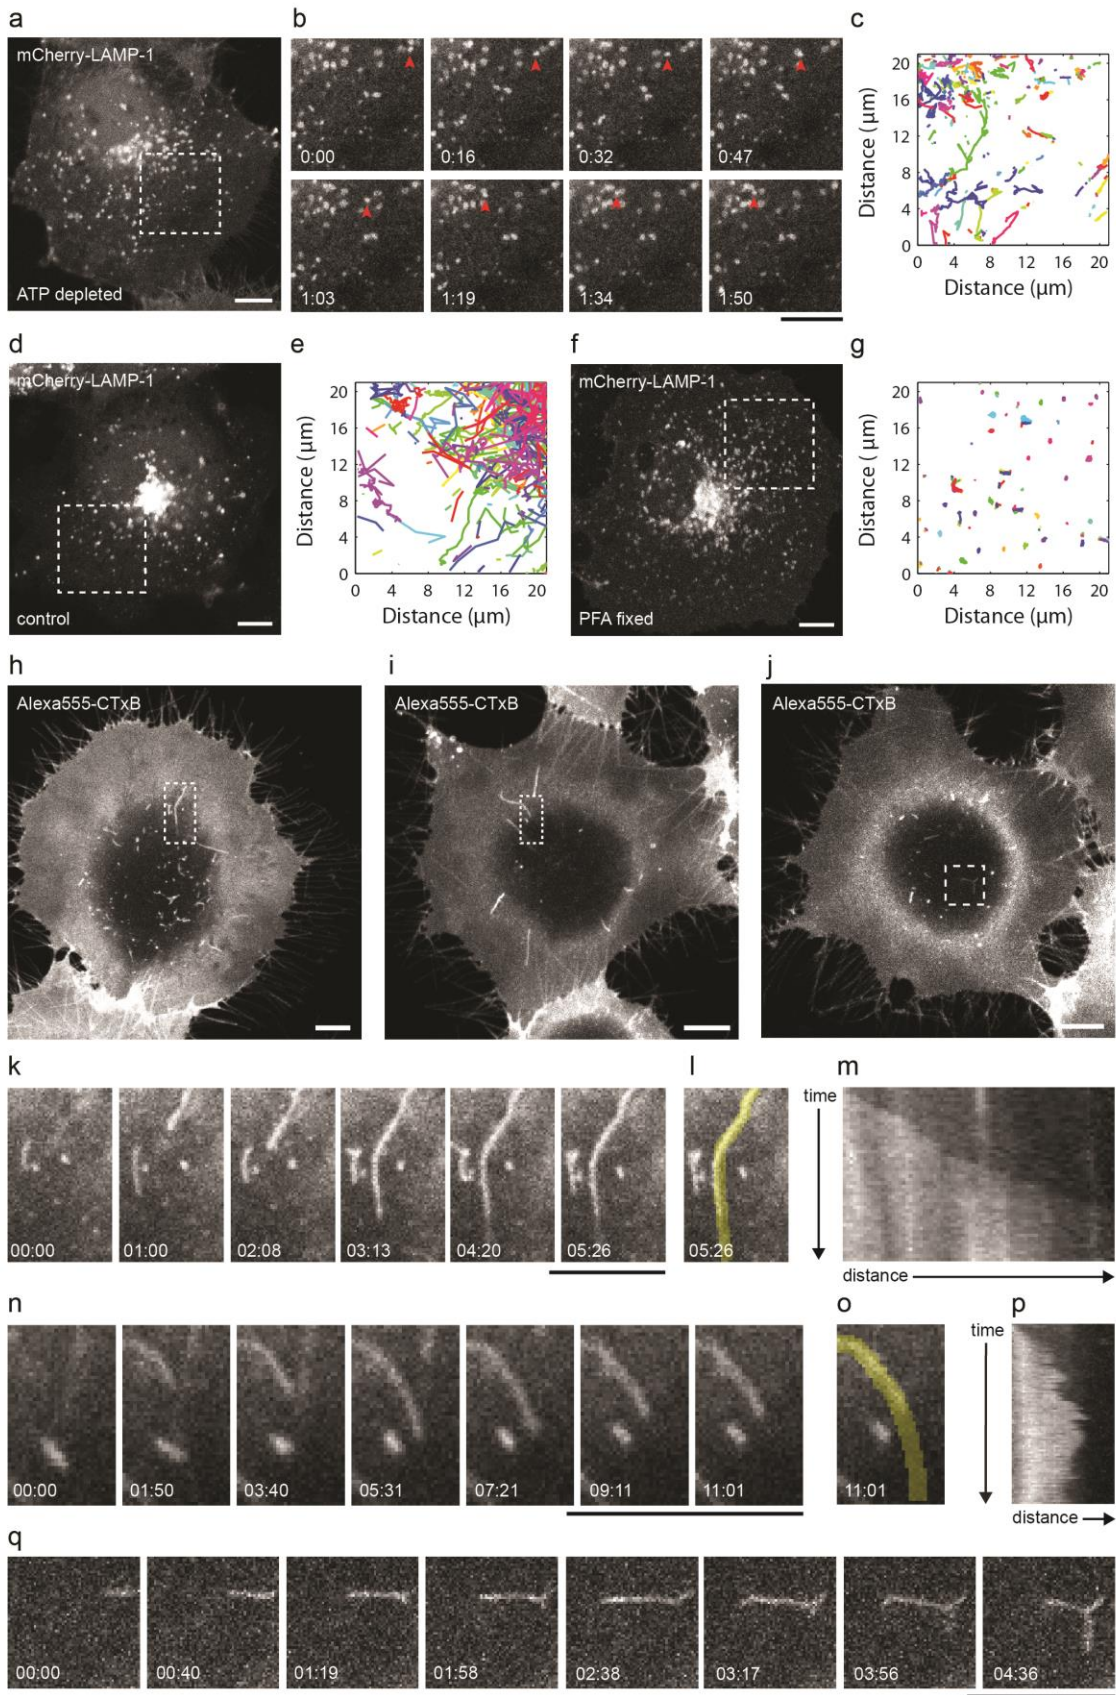 a
mCherry-LAMP-1
ATP depleted
b
0:00
0:16
0:32
0:47
1:03
1:19
1:34
1:50
c
Distance (µm)
20
16
12
8
4
0
0 4 8 12 16 20
Distance (µm)
d
mCherry-LAMP-1
control
e
Distance (µm)
20
16
12
8
4
0
0 4 8 12 16 20
Distance (µm)
f
mCherry-LAMP-1
PFA fixed
g
Distance (µm)
20
16
12
8
4
0
0 4 8 12 16 20
Distance (µm)
h
Alexa555-CTxB
i
Alexa555-CTxB
j
Alexa555-CTxB
k
00:00
01:00
02:08
03:13
04:20
05:26
l
05:26
m
time
distance
n
00:00
01:50
03:40
05:31
07:21
09:11
11:01
o
11:01
p
time
distance
q
00:00
00:40
01:19
01:58
02:38
03:17
03:56
04:36